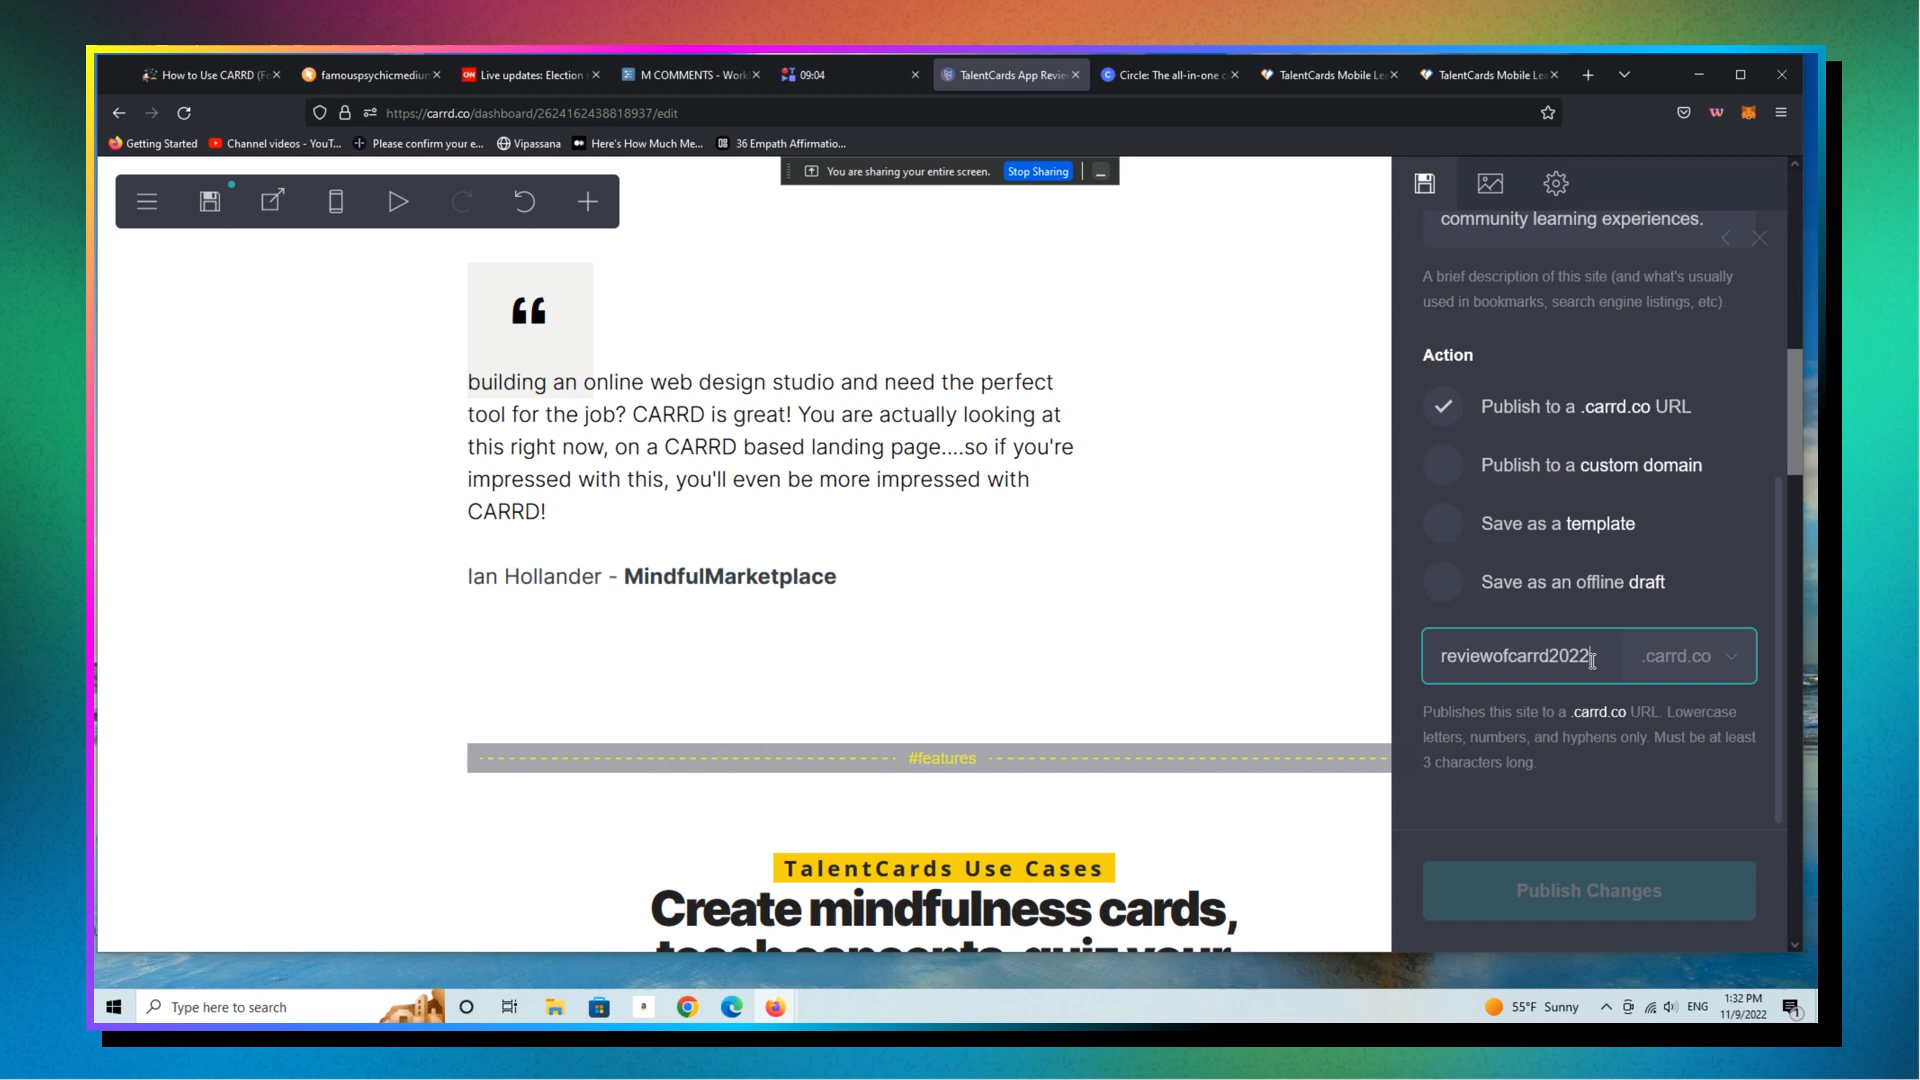 How to Use CARRD (Fo
famouspsychicmedium
Live updates: Election r
M COMMENTS - Work
09:04
TalentCards App Revie
Circle: The all-in-one c
TalentCards Mobile Le
TalentCards Mobile Le
https://carrd.co/dashboard/2624162438818937/edit
Getting Started
Channel videos - YouT...
Please confirm your e...
Vipassana
Here's How Much Me...
36 Empath Affirmatio...
You are sharing your entire screen.
Stop Sharing
“
building an online web design studio and need the perfect
tool for the job? CARRD is great! You are actually looking at
this right now, on a CARRD based landing page....so if you're
impressed with this, you'll even be more impressed with
CARRD!
Ian Hollander - MindfulMarketplace
#features
TalentCards Use Cases
Create mindfulness cards,
teach concepts, quiz your
community learning experiences.
A brief description of this site (and what's usually
used in bookmarks, search engine listings, etc).
Action
Publish to a .carrd.co URL
Publish to a custom domain
Save as a template
Save as an offline draft
reviewofcarrd2022
.carrd.co
Publishes this site to a .carrd.co URL. Lowercase
letters, numbers, and hyphens only. Must be at least
3 characters long.
Publish Changes
Type here to search
a
55°F Sunny
ENG
1:32 PM
11/9/2022
1